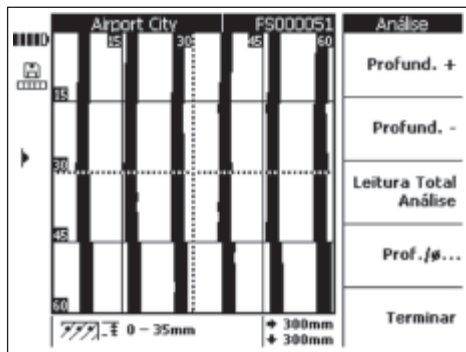 Airport City FS000051 Análise
15 30 45 60
15
30
45
60
Profund. +
Profund. -
Leitura Total
Análise
Prof./ø...
Terminar
0 – 35mm
300mm
300mm